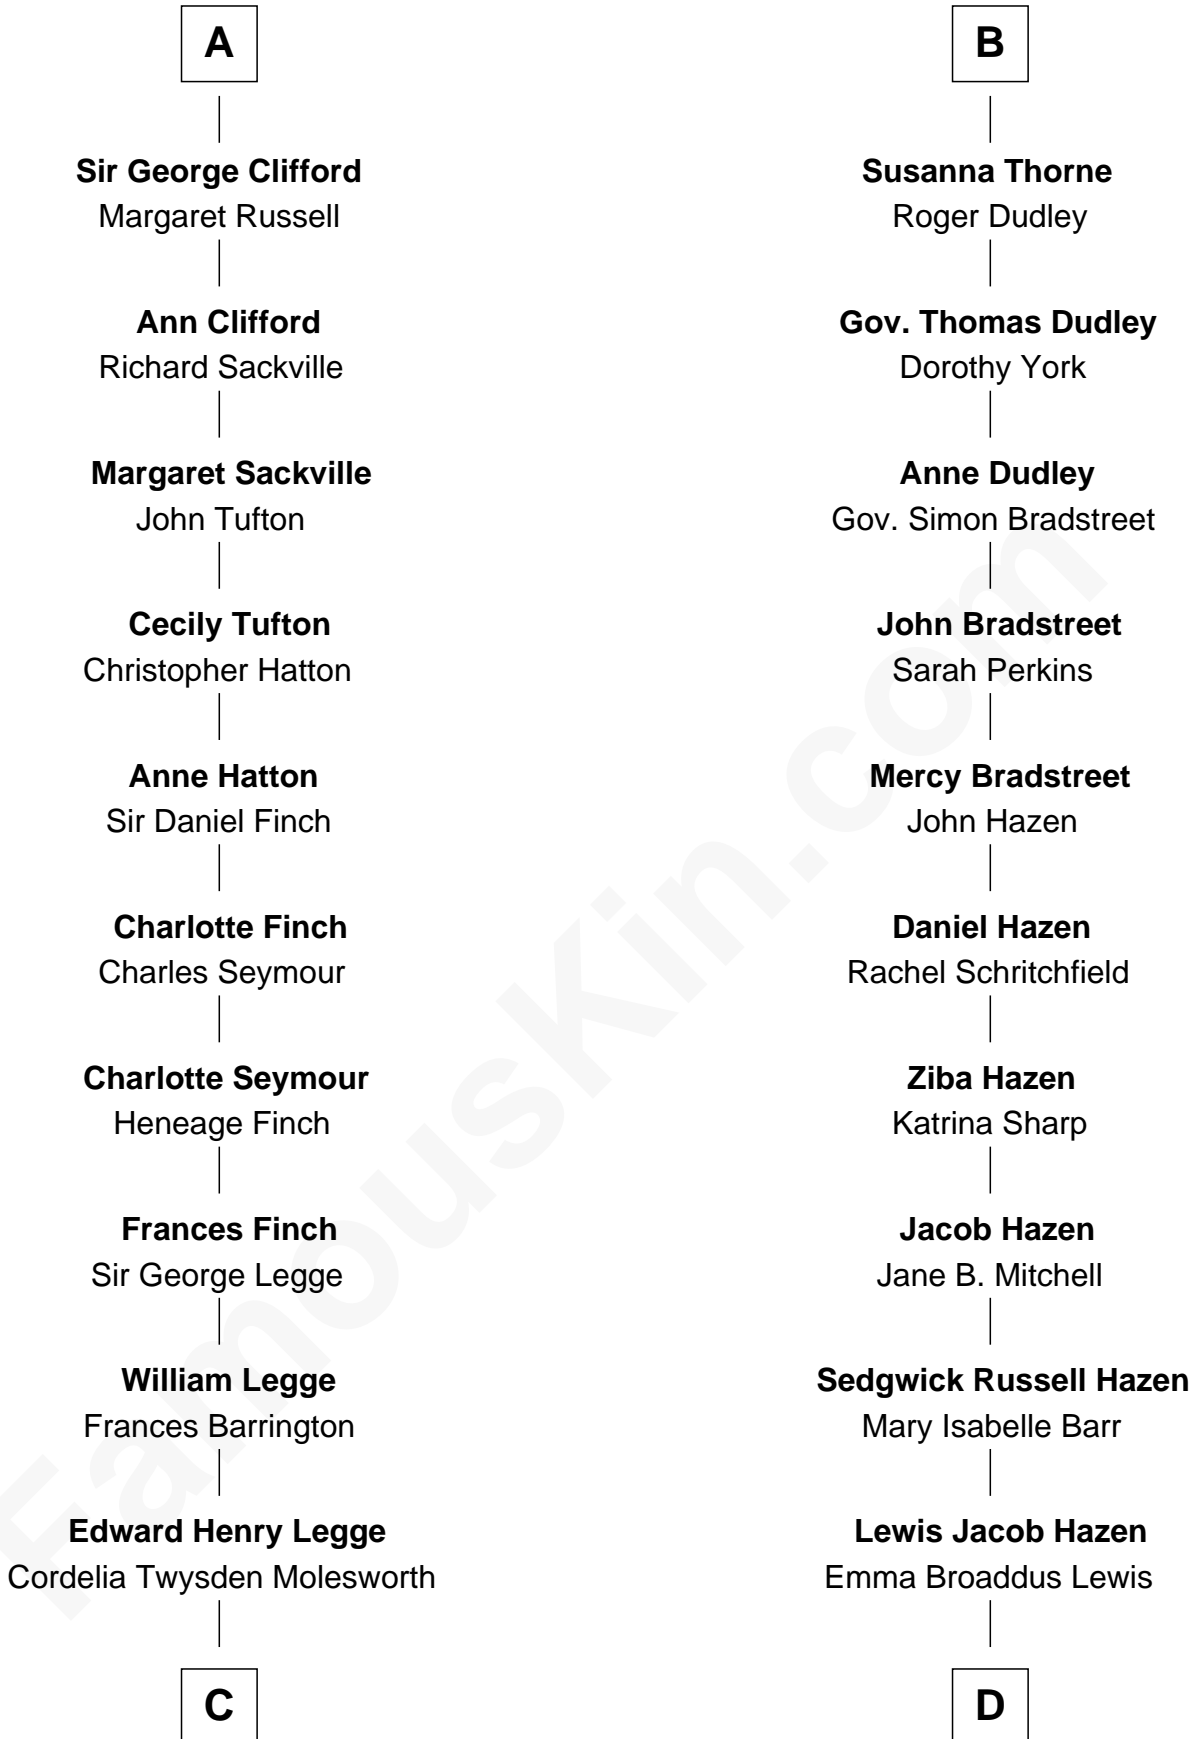 A
Sir George Clifford
Margaret Russell
Ann Clifford
Richard Sackville
Margaret Sackville
John Tufton
Cecily Tufton
Christopher Hatton
Anne Hatton
Sir Daniel Finch
Charlotte Finch
Charles Seymour
Charlotte Seymour
Heneage Finch
Frances Finch
Sir George Legge
William Legge
Frances Barrington
Edward Henry Legge
Cordelia Twysden Molesworth
C
B
Susanna Thorne
Roger Dudley
Gov. Thomas Dudley
Dorothy York
Anne Dudley
Gov. Simon Bradstreet
John Bradstreet
Sarah Perkins
Mercy Bradstreet
John Hazen
Daniel Hazen
Rachel Schritchfield
Ziba Hazen
Katrina Sharp
Jacob Hazen
Jane B. Mitchell
Sedgwick Russell Hazen
Mary Isabelle Barr
Lewis Jacob Hazen
Emma Broaddus Lewis
D
FamousKin.com